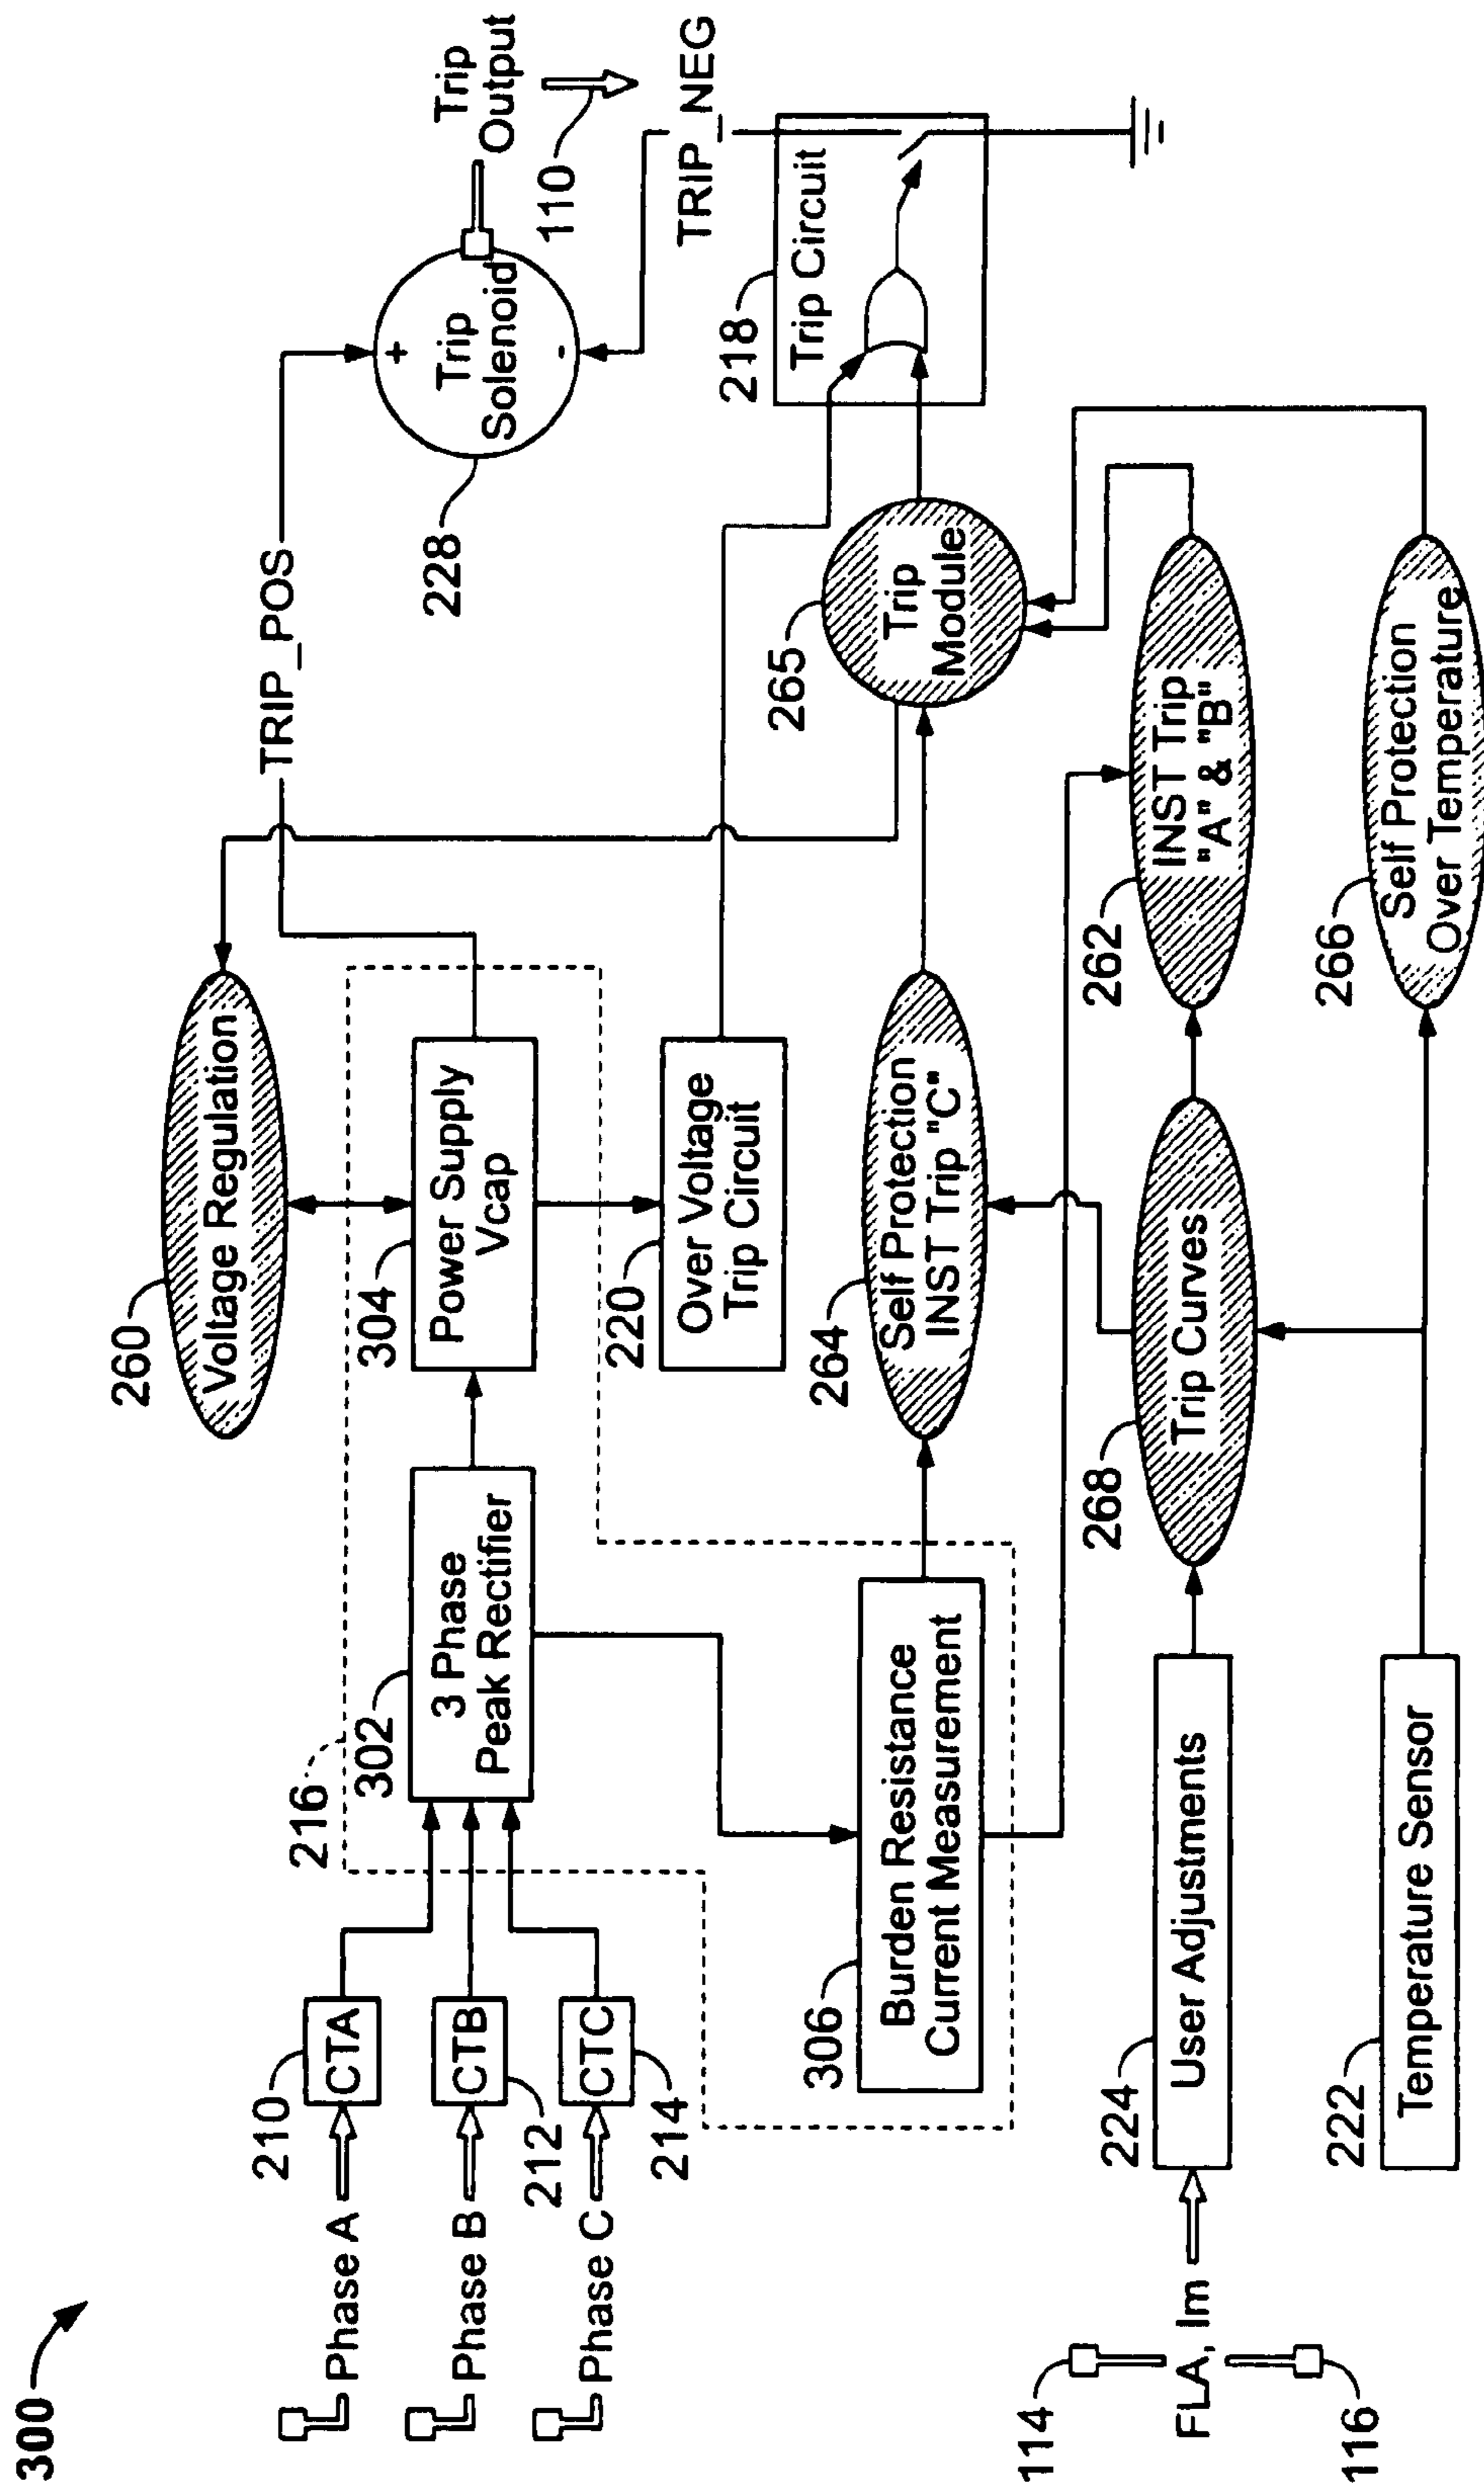 300
Phase A
Phase B
Phase C
210
CTA
CTB
212
CTC
214
216
302
3 Phase
Peak Rectifier
304
Power Supply
Vcap
260
Voltage Regulation
TRIP_POS
228
+
Trip
Solenoid
-
Trip
Output
110
TRIP_NEG
220
Over Voltage
Trip Circuit
218
Trip Circuit
306
Burden Resistance
Current Measurement
264
Self Protection
INST Trip "C"
265
Trip
Module
114
FLA, Im
116
224
User Adjustments
268
Trip Curves
262
INST Trip
"A" & "B"
222
Temperature Sensor
266
Self Protection
Over Temperature